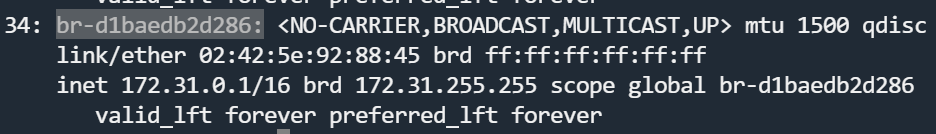 valid_lft forever preferred_lft forever
34: br-d1baedb2d286: <NO-CARRIER,BROADCAST,MULTICAST,UP> mtu 1500 qdisc
link/ether 02:42:5e:92:88:45 brd ff:ff:ff:ff:ff:ff
inet 172.31.0.1/16 brd 172.31.255.255 scope global br-d1baedb2d286
valid_lft forever preferred_lft forever